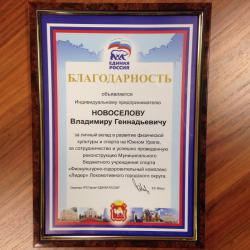 ЕДИНАЯ
РОССИЯ
БЛАГОДАРНОСТЬ
объявляется
Индивидуальному предпринимателю
НОВОСЕЛОВУ
Владимиру Геннадьевичу
за личный вклад в развитие физической
культуры и спорта на Южном Урале,
за сотрудничество и успешно проведенную
реконструкцию Муниципального
бюджетного учреждения спорта
«Физкультурно-оздоровительный комплекс
«Лидер» Локомотивного городского округа